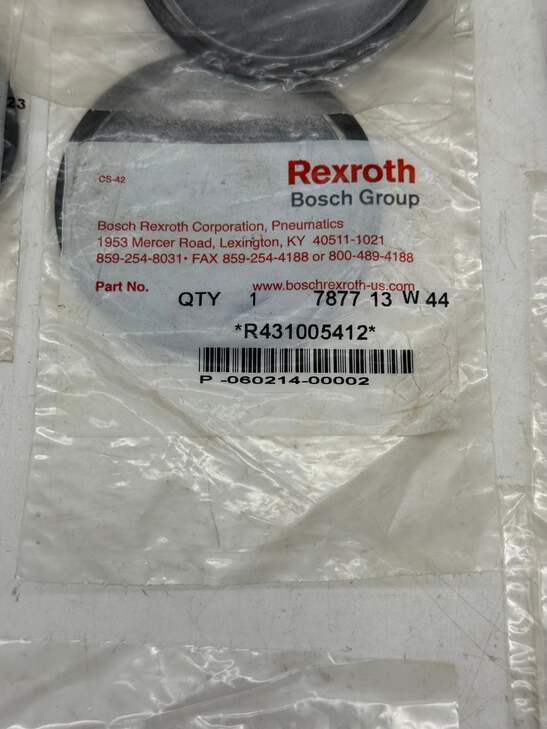 23
CS-42
Rexroth
Bosch Group
Bosch Rexroth Corporation, Pneumatics
1953 Mercer Road, Lexington, KY 40511-1021
859-254-8031• FAX 859-254-4188 or 800-489-4188
Part No. www.boschrexroth-us.com
QTY 1 7877 13 W 44
*R431005412*
P -060214-00002